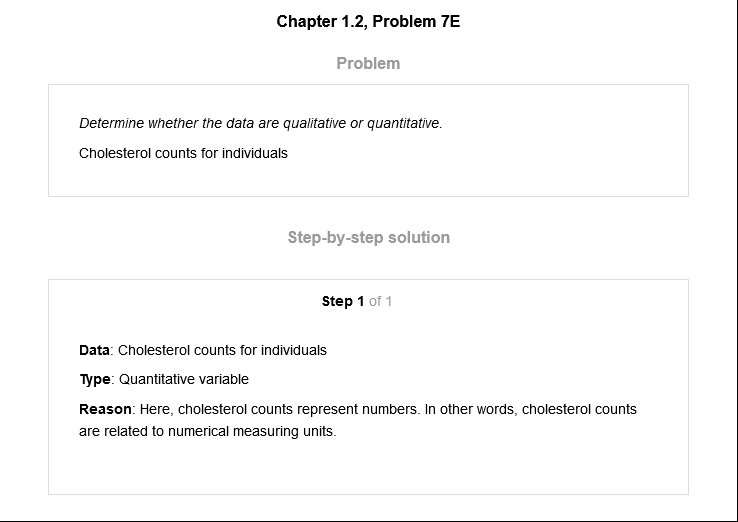 Chapter 1.2, Problem 7E
Problem
Determine whether the data are qualitative or quantitative.
Cholesterol counts for individuals
Step-by-step solution
Step 1 of 1
Data: Cholesterol counts for individuals
Type: Quantitative variable
Reason: Here, cholesterol counts represent numbers. In other words, cholesterol counts
are related to numerical measuring units.